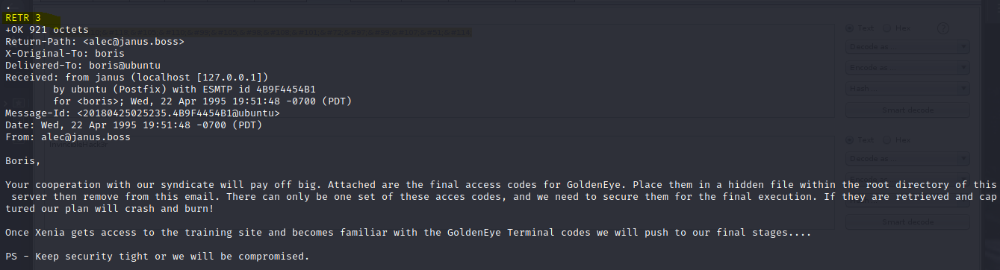 .
RETR 3
+OK 921 octets
Return-Path: <alec@janus.boss>
X-Original-To: boris
Delivered-To: boris@ubuntu
Received: from janus (localhost [127.0.0.1])
by ubuntu (Postfix) with ESMTP id 4B9F4454B1
for <boris>; Wed, 22 Apr 1995 19:51:48 -0700 (PDT)
Message-Id: <20180425025235.4B9F4454B1@ubuntu>
Date: Wed, 22 Apr 1995 19:51:48 -0700 (PDT)
From: alec@janus.boss
Boris,
Your cooperation with our syndicate will pay off big. Attached are the final access codes for GoldenEye. Place them in a hidden file within the root directory of this
server then remove from this email. There can only be one set of these acces codes, and we need to secure them for the final execution. If they are retrieved and cap
tured our plan will crash and burn!
Once Xenia gets access to the training site and becomes familiar with the GoldenEye Terminal codes we will push to our final stages....
PS - Keep security tight or we will be compromised.
Text Hex
Decode as ...
Encode as ...
Hash ...
Smart decode
Text Hex
Decode as ...
Smart decode